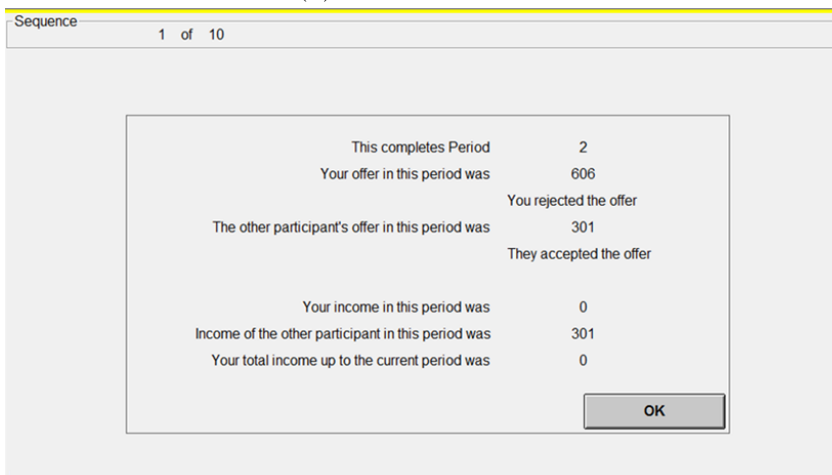 Sequence
1 of 10
This completes Period 2
Your offer in this period was 606
You rejected the offer
The other participant's offer in this period was 301
They accepted the offer
Your income in this period was 0
Income of the other participant in this period was 301
Your total income up to the current period was 0
OK